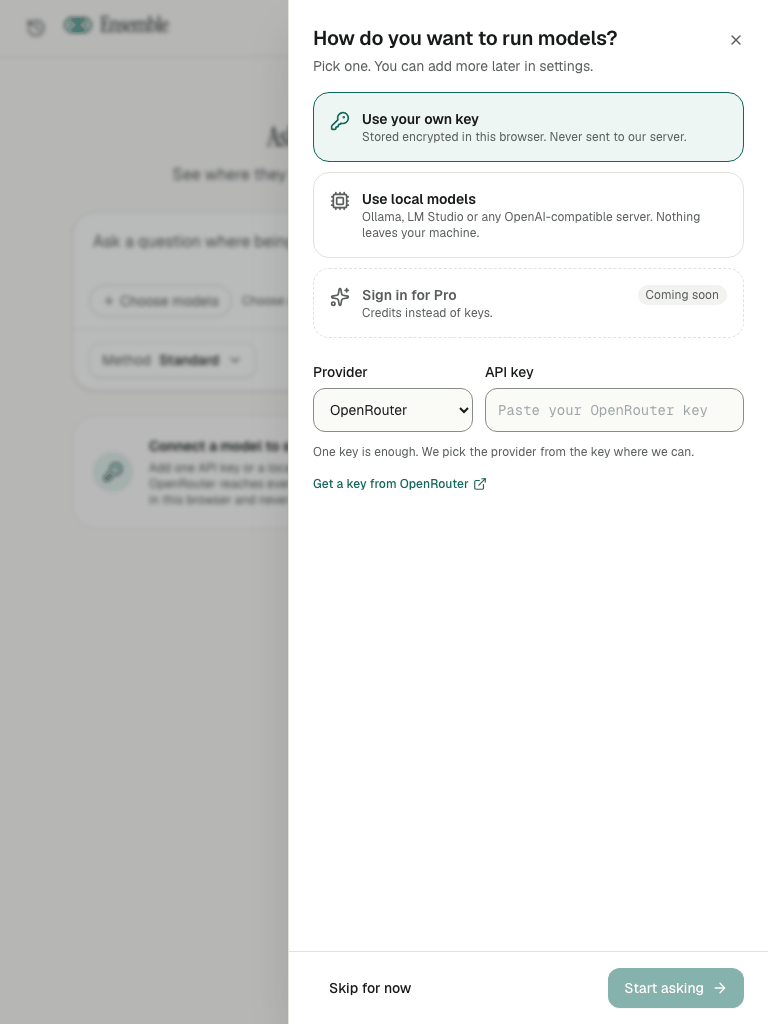 Ensemble
How do you want to run models?
Pick one. You can add more later in settings.
Use your own key
Stored encrypted in this browser. Never sent to our server.
Use local models
Ollama, LM Studio or any OpenAI-compatible server. Nothing
leaves your machine.
Sign in for Pro
Coming soon
Credits instead of keys.
Provider
API key
OpenRouter
Paste your OpenRouter key
One key is enough. We pick the provider from the key where we can.
Get a key from OpenRouter
Skip for now
Start asking
See where they
Ask a question where being
Choose models
Choose
Method Standard
Connect a model to
Add one API key or a loca
OpenRouter reaches
in this browser and never